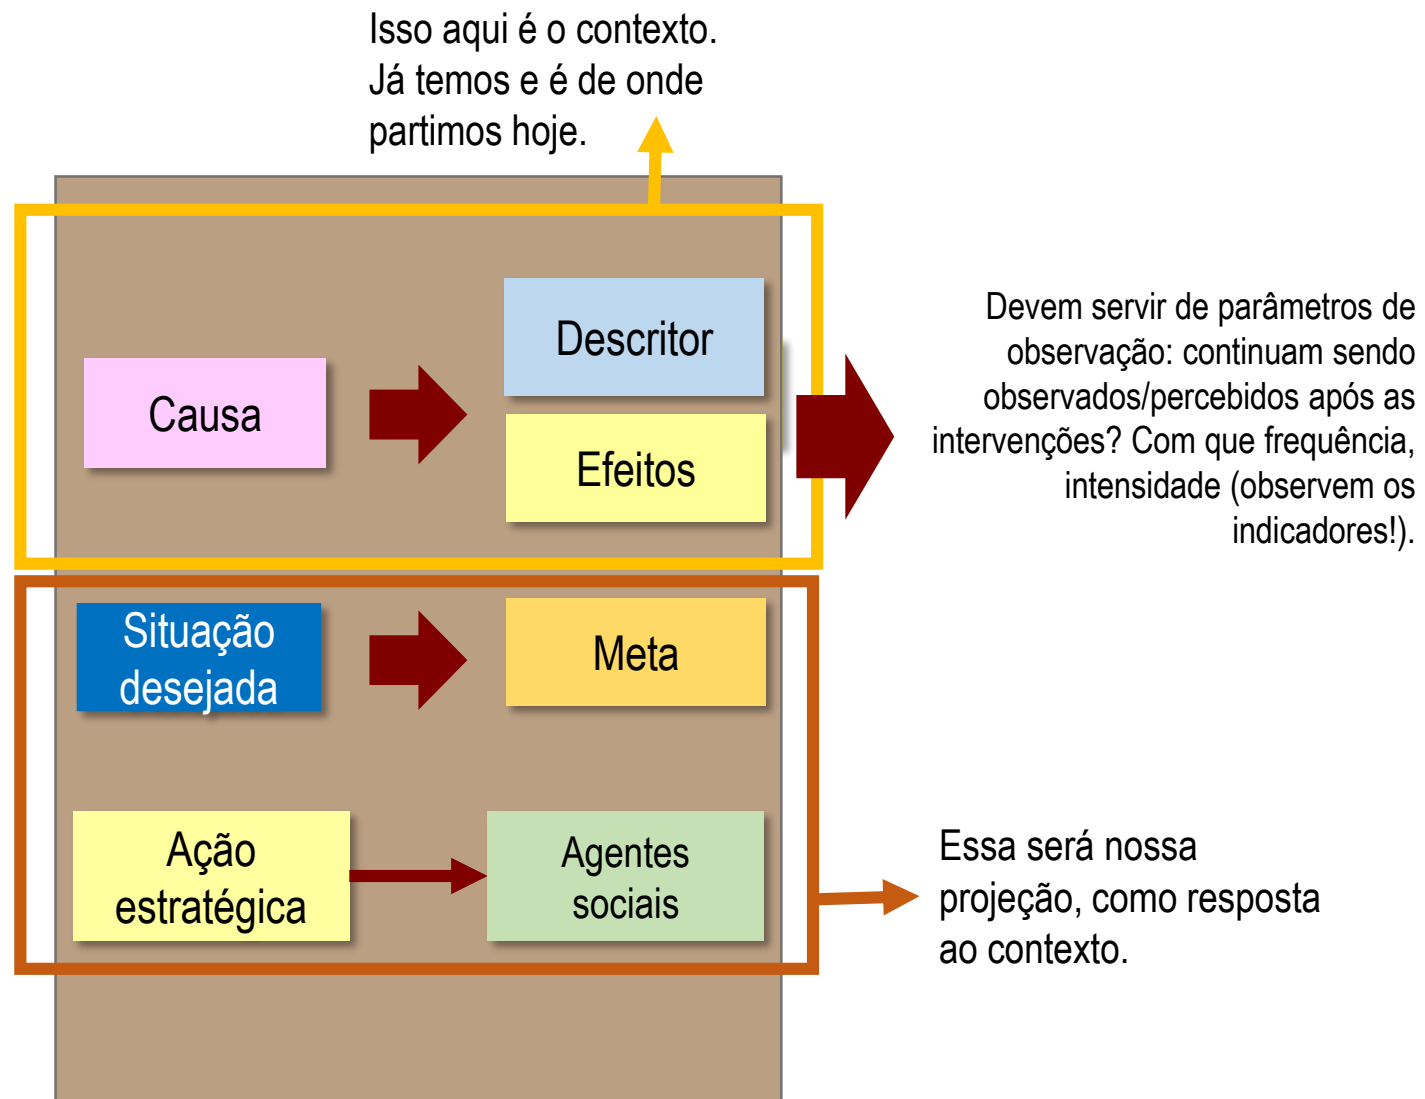 Isso aqui é o contexto.
Já temos e é de onde
partimos hoje.
Causa
Descritor
Efeitos
Devem servir de parâmetros de
observação: continuam sendo
observados/percebidos após as
intervenções? Com que frequência,
intensidade (observem os
indicadores!).
Situação
desejada
Meta
Ação
estratégica
Agentes
sociais
Essa será nossa
projeção, como resposta
ao contexto.